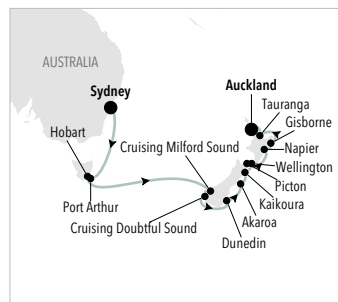 AUSTRALIA
Sydney
Auckland
Tauranga
Gisborne
Hobart
Cruising Milford Sound
Napier
Wellington
Picton
Kaikoura
Port Arthur
Akaroa
Cruising Doubtful Sound
Dunedin